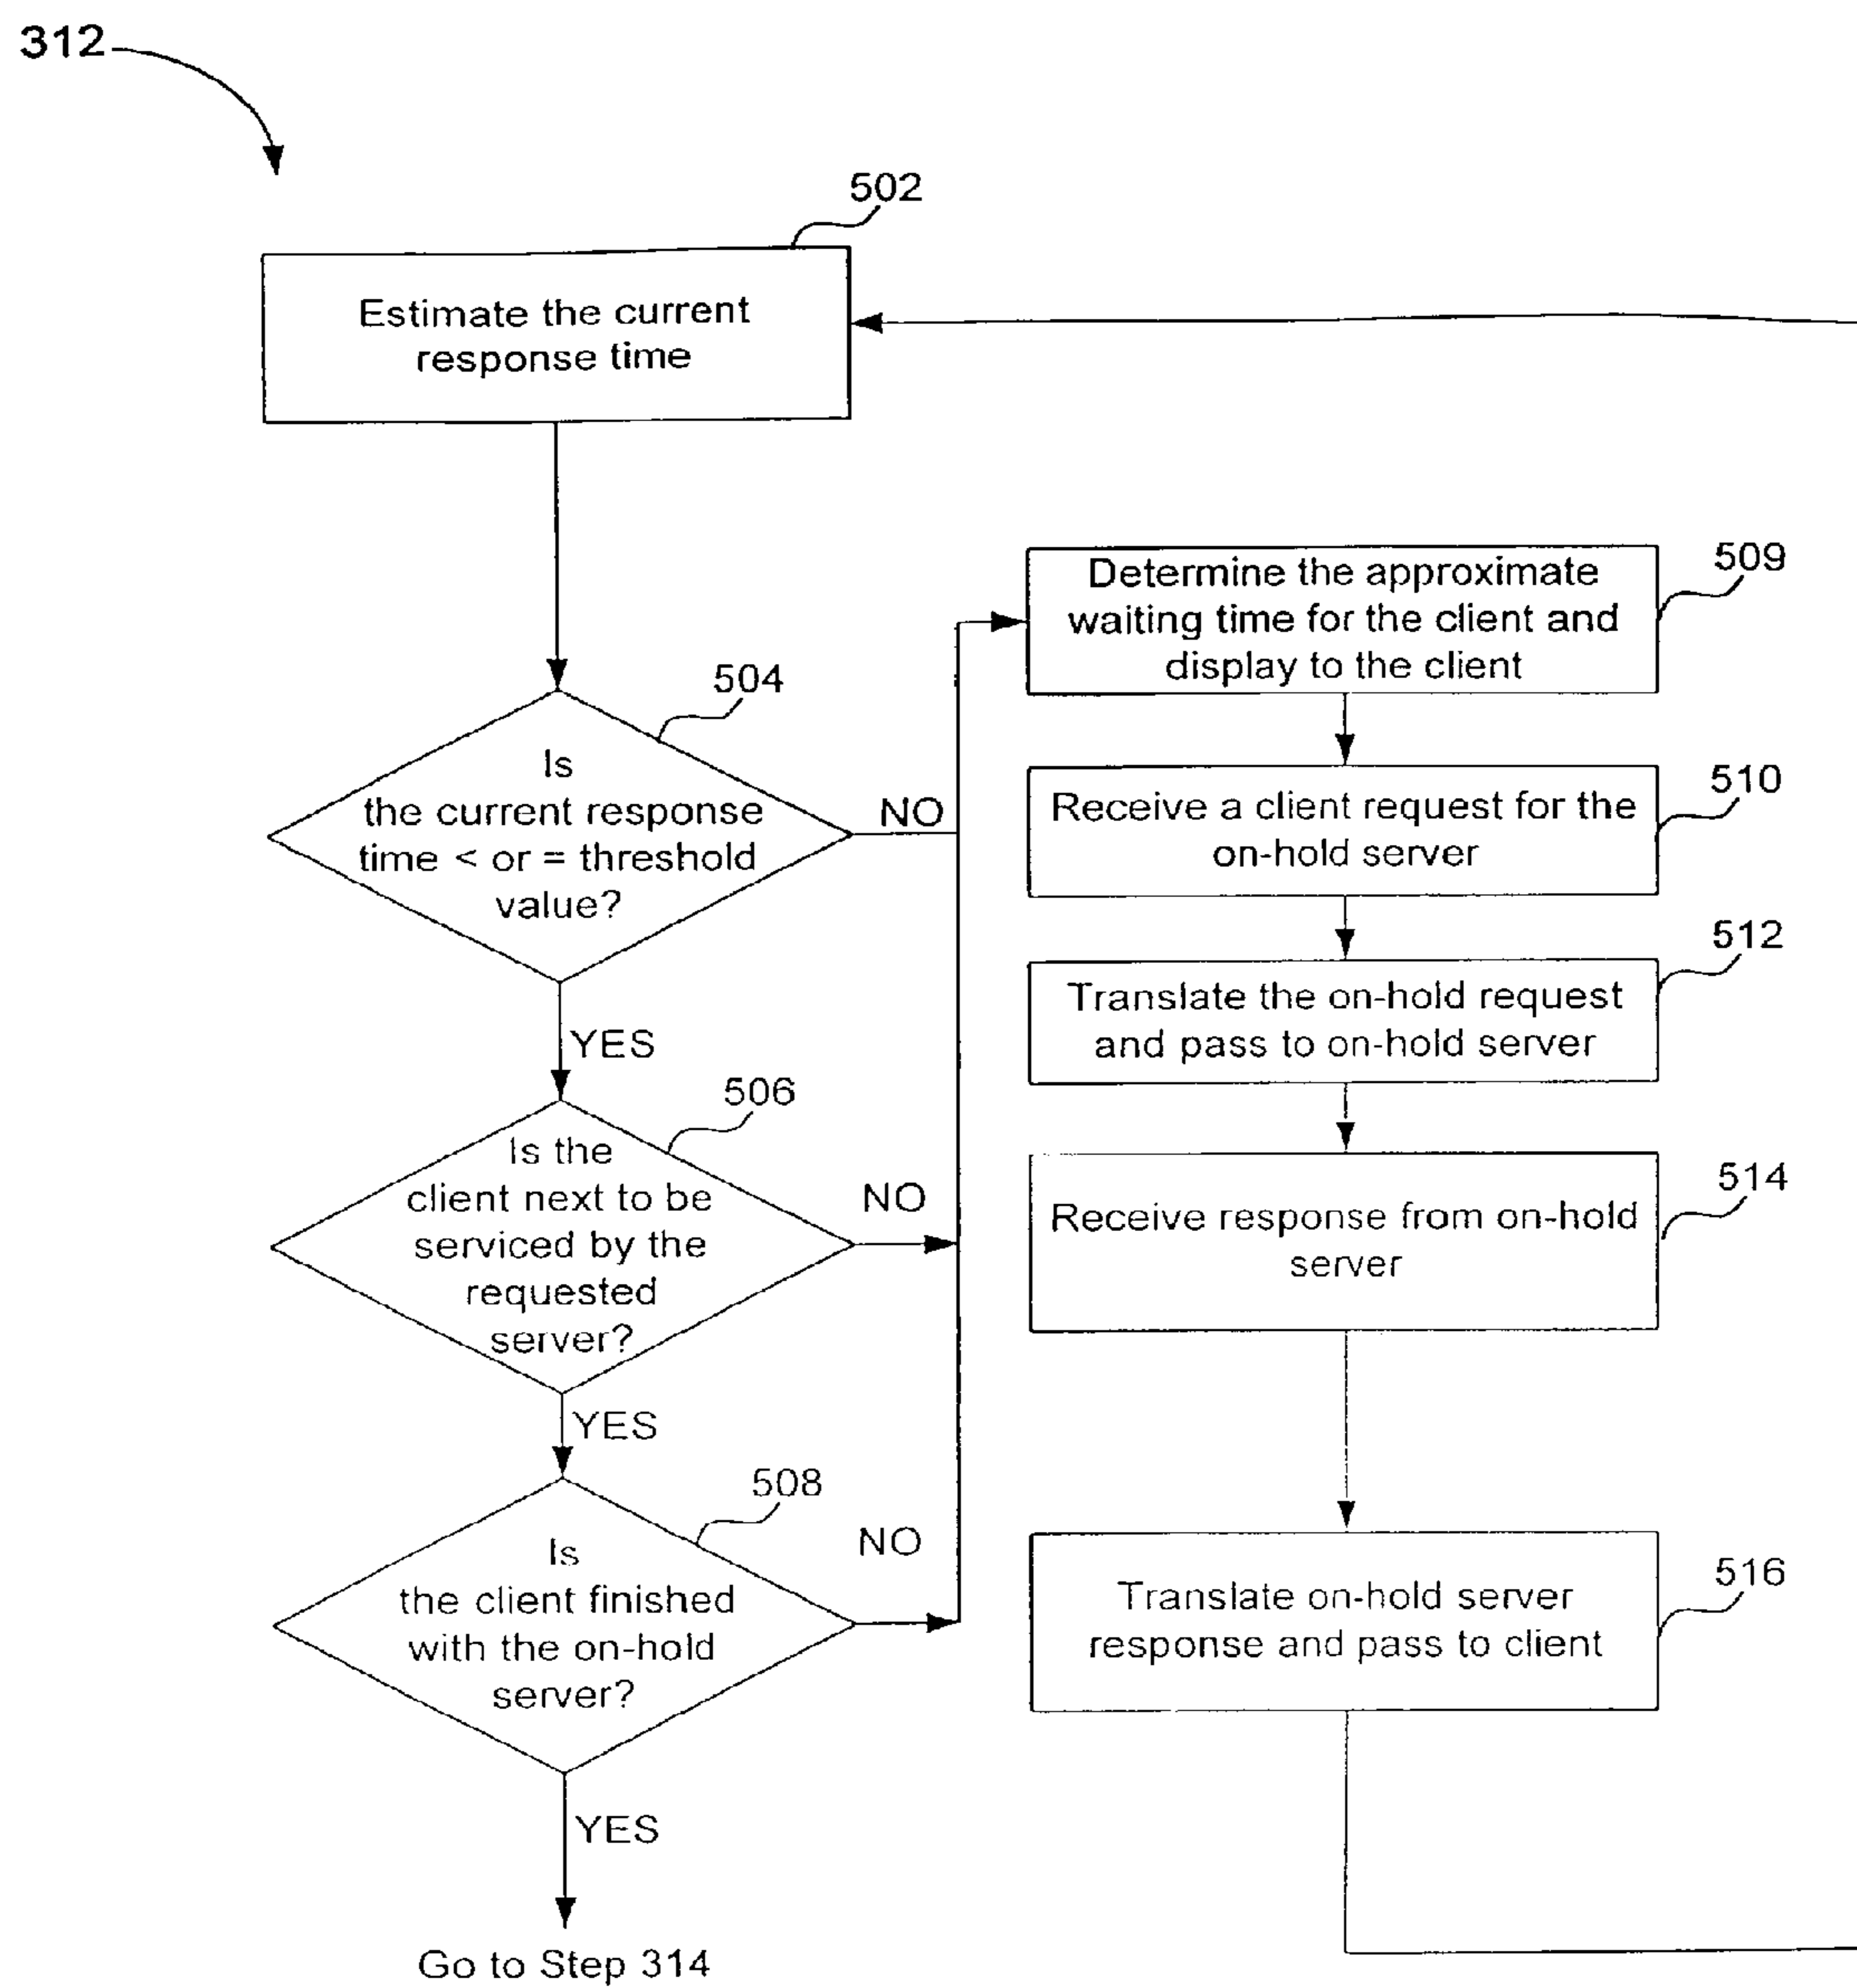 312
502
Estimate the current
response time
504
Is
the current response
time < or = threshold
value?
NO
YES
506
Is the
client next to be
serviced by the
requested
server?
NO
YES
508
Is
the client finished
with the on-hold
server?
NO
YES
Go to Step 314
509
Determine the approximate
waiting time for the client and
display to the client
510
Receive a client request for the
on-hold server
512
Translate the on-hold request
and pass to on-hold server
514
Receive response from on-hold
server
516
Translate on-hold server
response and pass to client